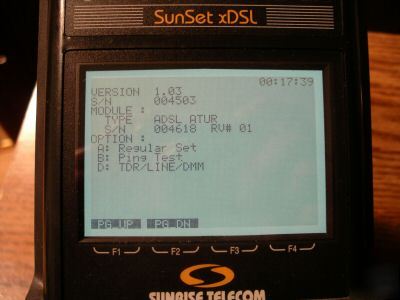 SunSet xDSL
00:17:39
VERSION 1.03
S/N 004503
MODULE :
TYPE ADSL ATUR
S/N 004618 RV# 01
OPTION :
A: Regular Set
B: Ping Test
D: TDR/LINE/DMM
PG UP PG DN
F1 F2 F3 F4
SUNRISE TELECOM